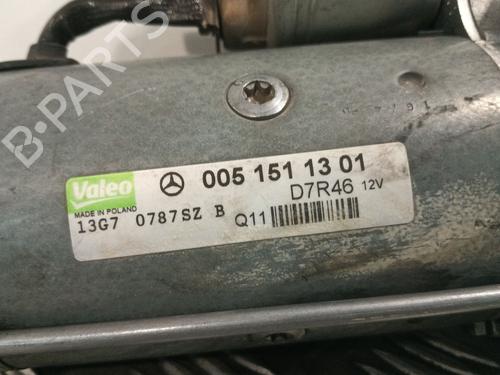 B-PARTS
Valeo
005 151 13 01
MADE IN POLAND
D7R46 12V
13G7 0787SZ B
Q11